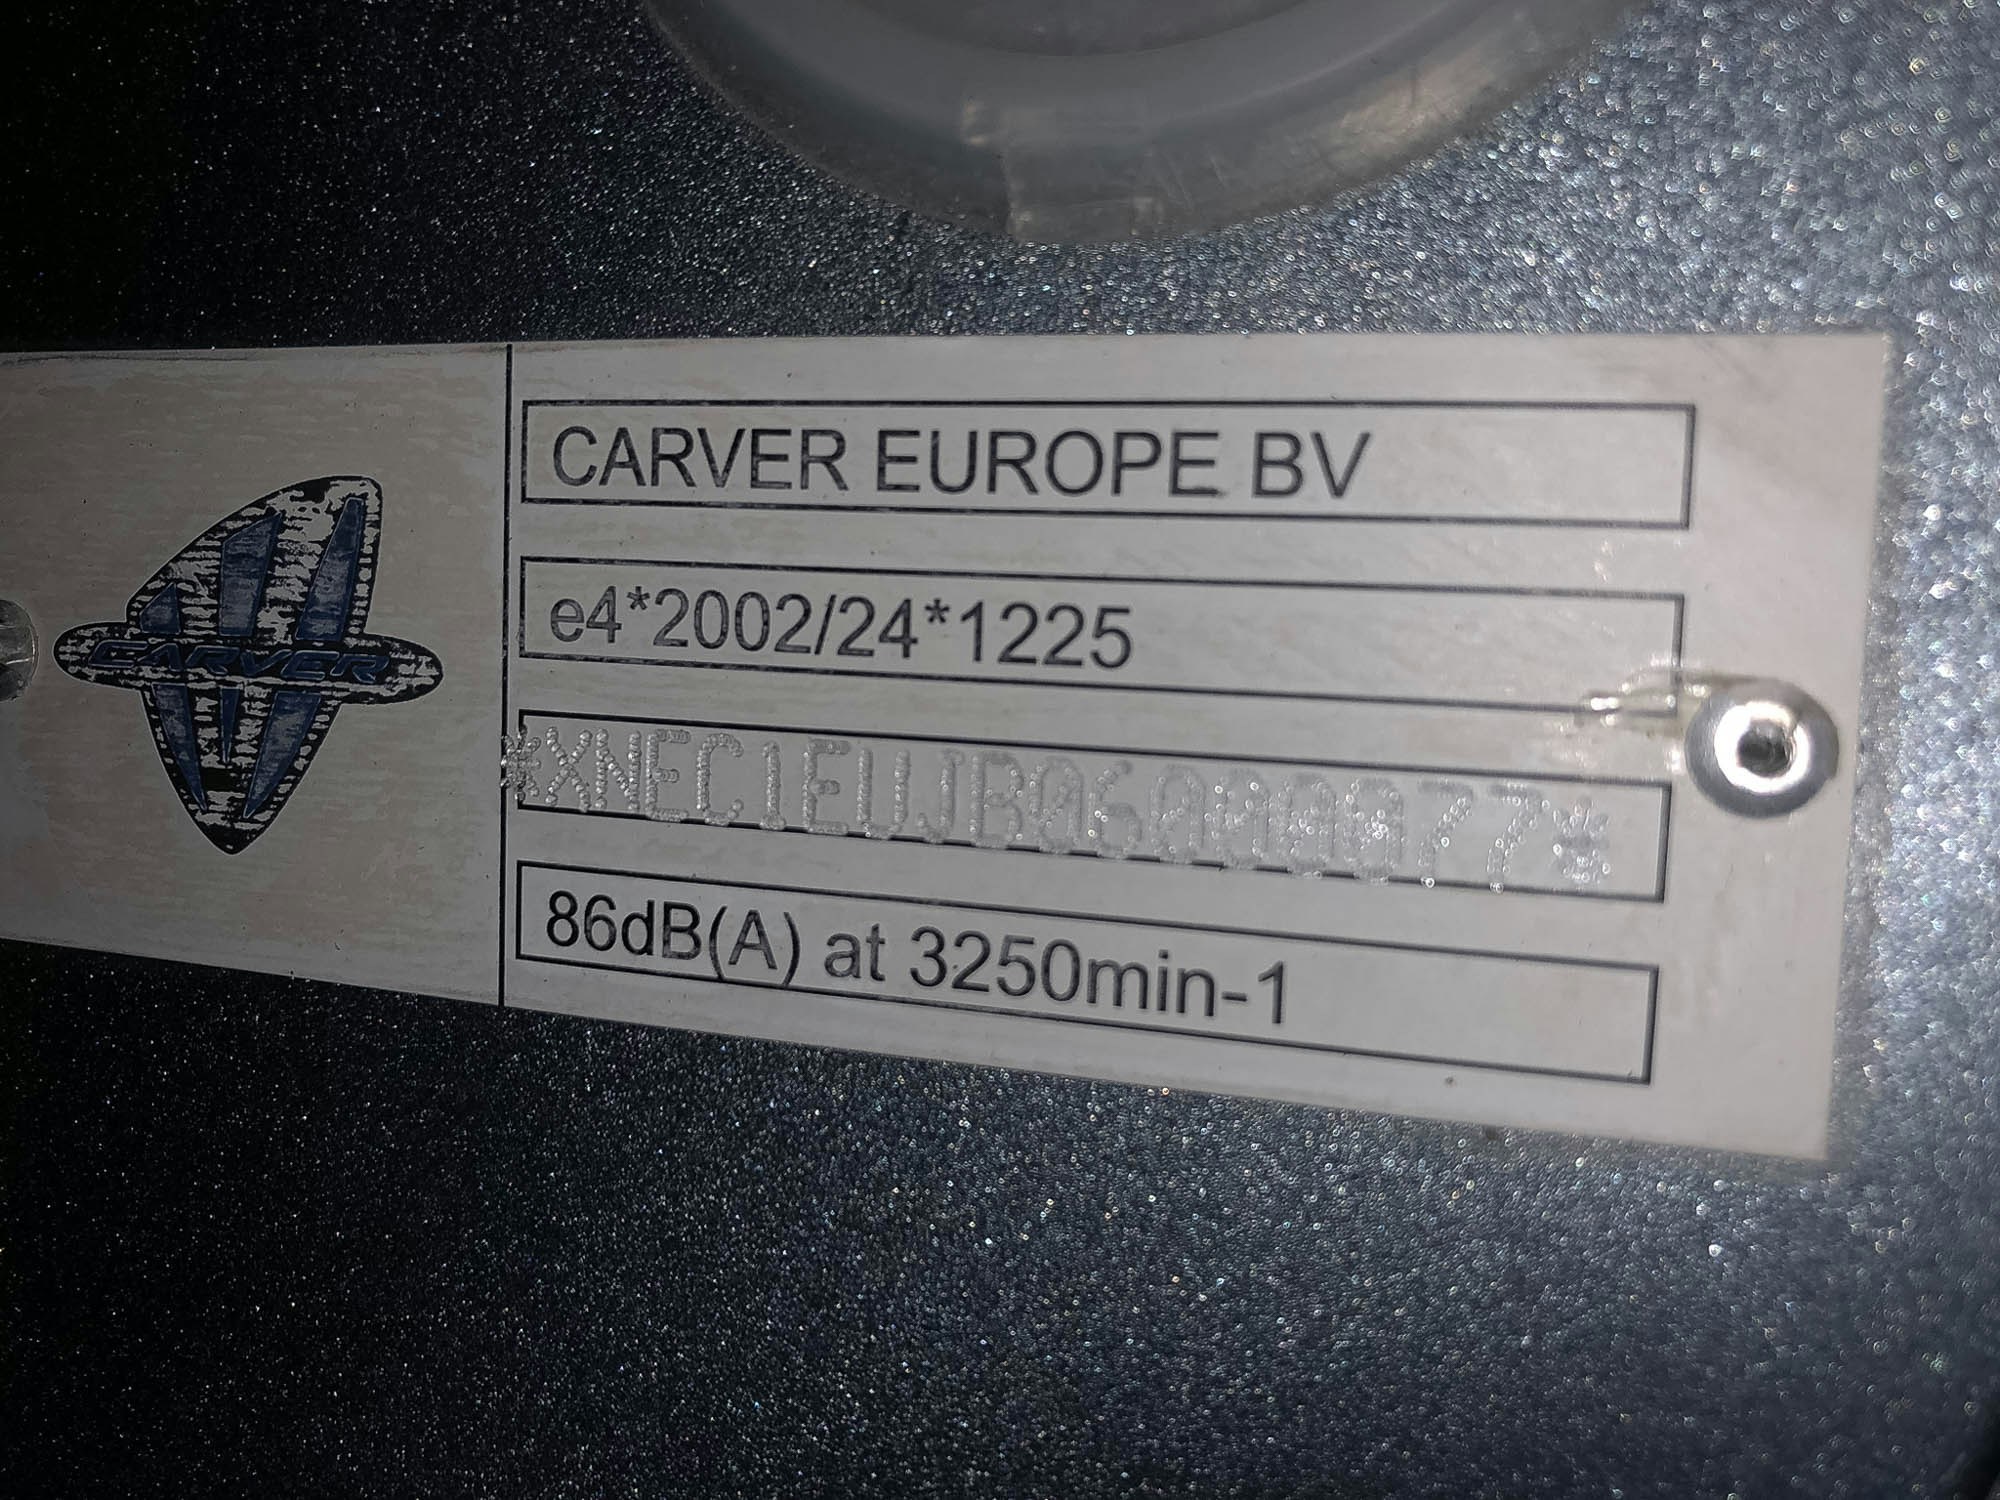 CARVER
CARVER EUROPE BV
e4*2002/24*1225
*XNEC1EUJB06000077*
86dB(A) at 3250min-1